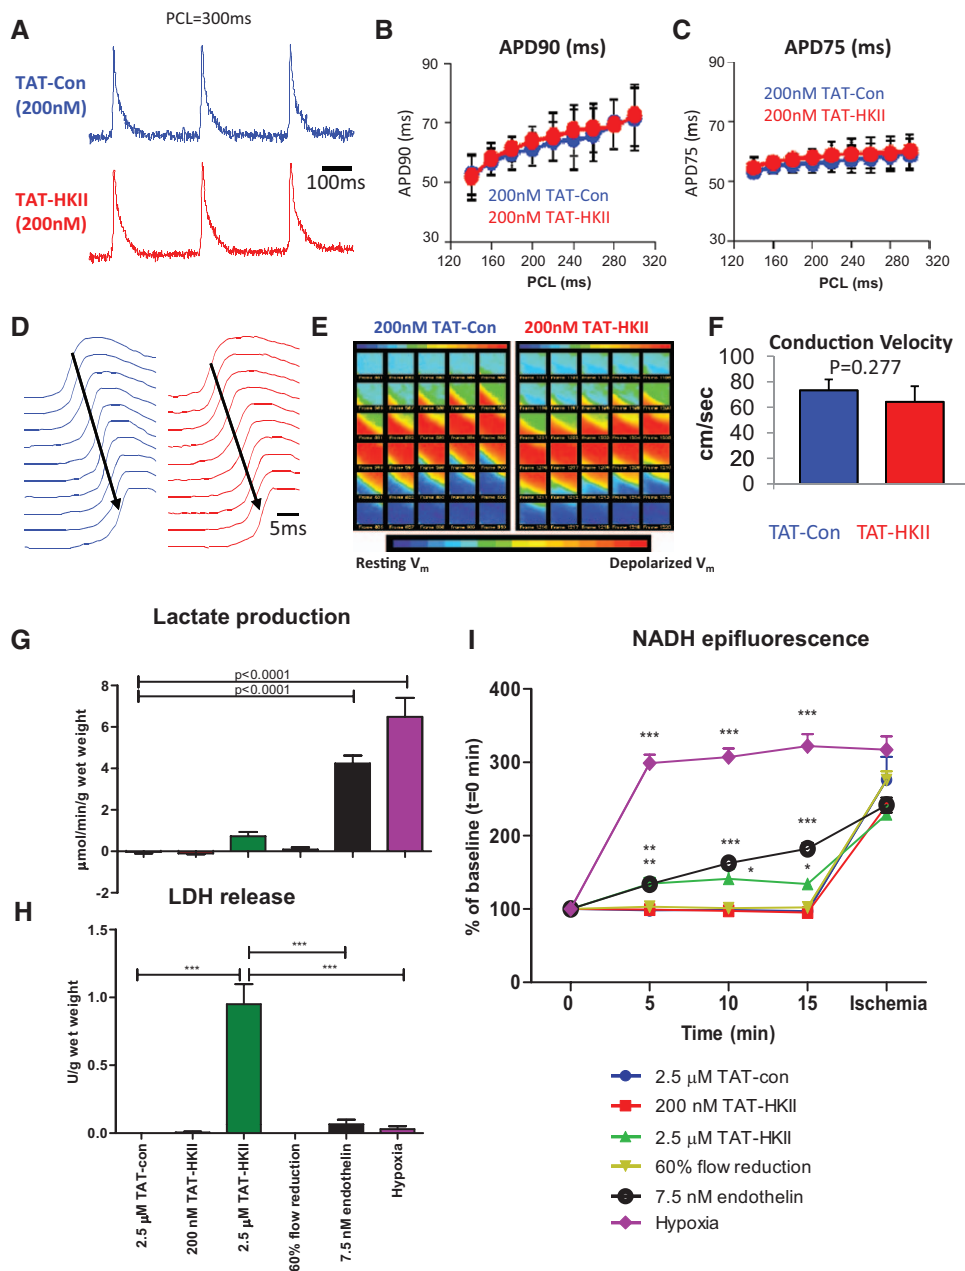 A
PCL=300ms
TAT-Con
(200nM)
TAT-HKII
(200nM)
100ms
B
APD90 (ms)
APD90 (ms)
90
70
50
30
200nM TAT-Con
200nM TAT-HKII
120 160 200 240 280 320
PCL (ms)
C
APD75 (ms)
APD75 (ms)
90
70
50
30
200nM TAT-Con
200nM TAT-HKII
120 160 200 240 280 320
PCL (ms)
D
5ms
E
200nM TAT-Con 200nM TAT-HKII
Resting Vm
Depolarized Vm
F
Conduction Velocity
P=0.277
cm/sec
100
80
60
40
20
0
TAT-Con TAT-HKII
G
Lactate production
p<0.0001
p<0.0001
μmol/min/g wet weight
8
6
4
2
0
-2
H
LDH release
***
***
U/g wet weight
1.5
1.0
0.5
0.0
2.5 μM TAT-con
200 nM TAT-HKII
2.5 μM TAT-HKII
60% flow reduction
7.5 nM endothelin
Hypoxia
I
NADH epifluorescence
% of baseline (t=0 min)
400
300
200
100
0
*** *** ***
** *** ***
** * *
0 5 10 15 Ischemia
Time (min)
2.5 μM TAT-con
200 nM TAT-HKII
2.5 μM TAT-HKII
60% flow reduction
7.5 nM endothelin
Hypoxia